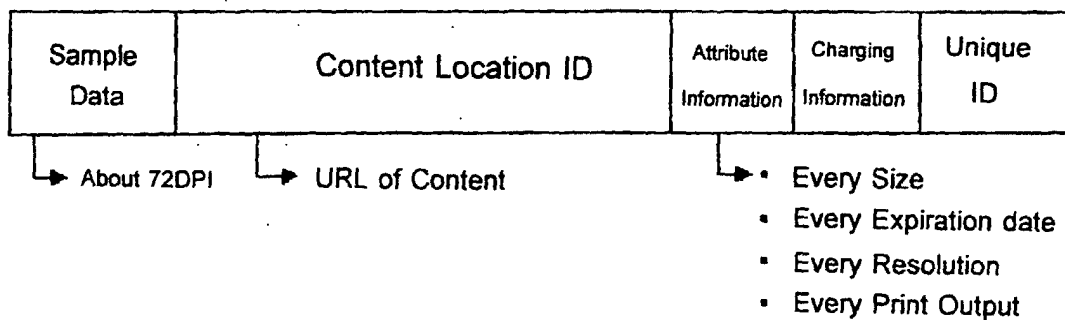 Sample
Data
Content Location ID
Attribute
Information
Charging
Information
Unique
ID
About 72DPI
URL of Content
▪ Every Size
▪ Every Expiration date
▪ Every Resolution
▪ Every Print Output